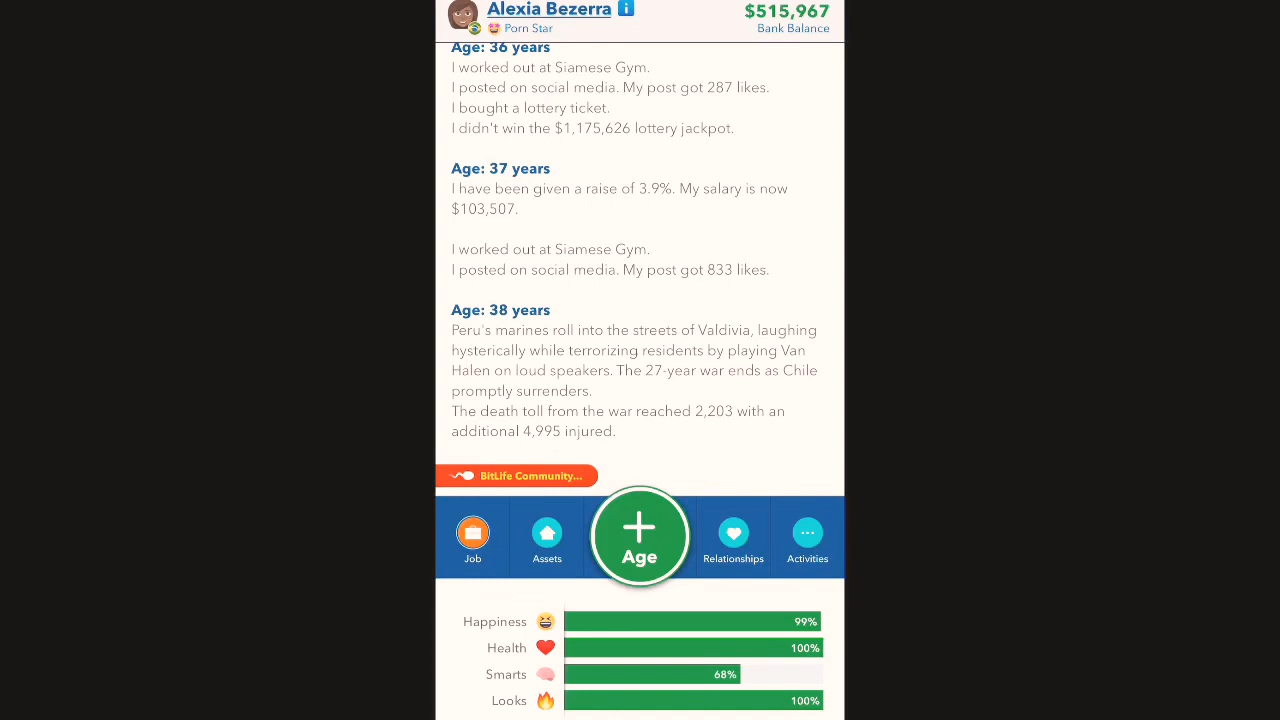 Alexia Bezerra
$515,967
Porn Star
Bank Balance
Age: 36 years
I worked out at Siamese Gym.
I posted on social media. My post got 287 likes.
I bought a lottery ticket.
I didn't win the $1,175,626 lottery jackpot.
Age: 37 years
I have been given a raise of 3.9%. My salary is now
$103,507.
I worked out at Siamese Gym.
I posted on social media. My post got 833 likes.
Age: 38 years
Peru's marines roll into the streets of Valdivia, laughing
hysterically while terrorizing residents by playing Van
Halen on loud speakers. The 27-year war ends as Chile
promptly surrenders.
The death toll from the war reached 2,203 with an
additional 4,995 injured.
BitLife Community...
Job
Assets
Age
Relationships
Activities
Happiness 99%
Health 100%
Smarts 68%
Looks 100%